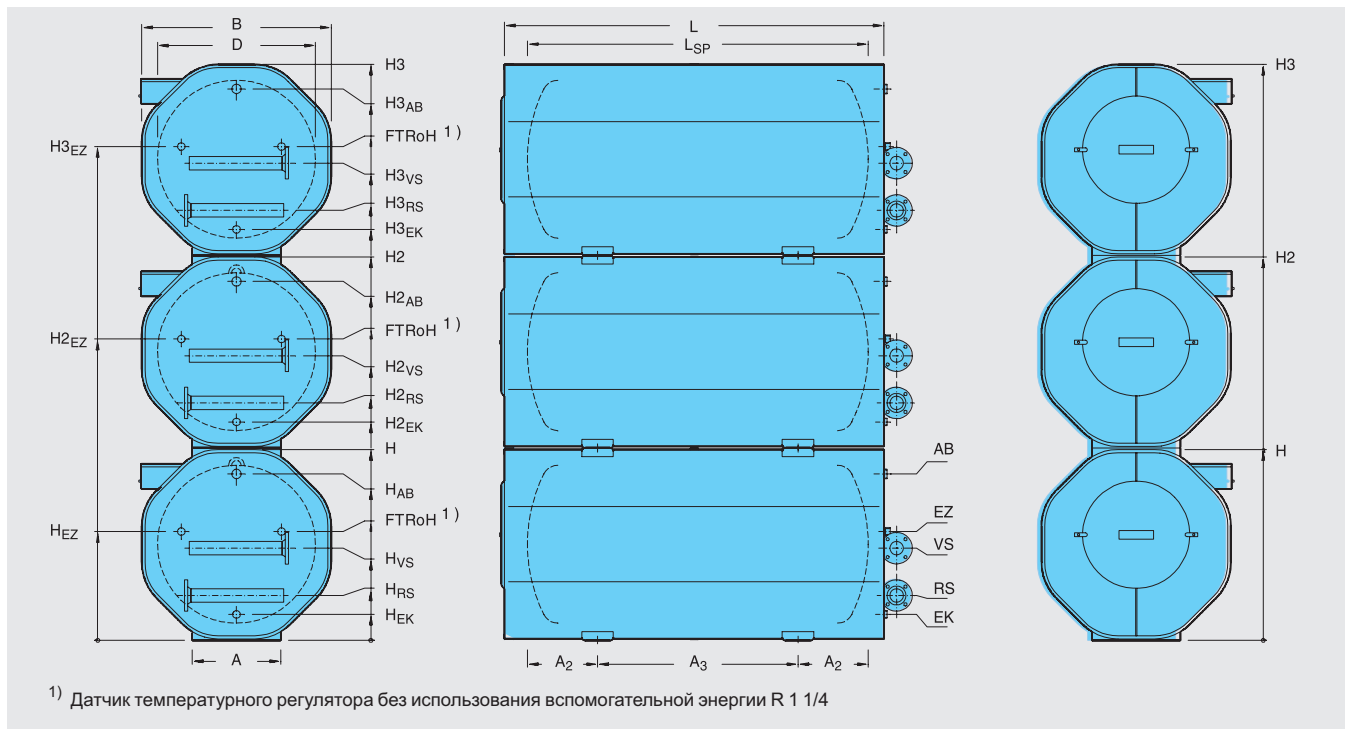 B
D
H3
H3AB
FTRoH 1)
H3EZ
H3VS
H3RS
H3EK
H2
H2AB
FTRoH 1)
H2EZ
H2VS
H2RS
H2EK
H
HAB
FTRoH 1)
HEZ
HVS
HRS
HEK
A
L
LSP
AB
EZ
VS
RS
EK
A2
A3
A2
H3
H2
H
1) Датчик температурного регулятора без использования вспомогательной энергии R 1 1/4